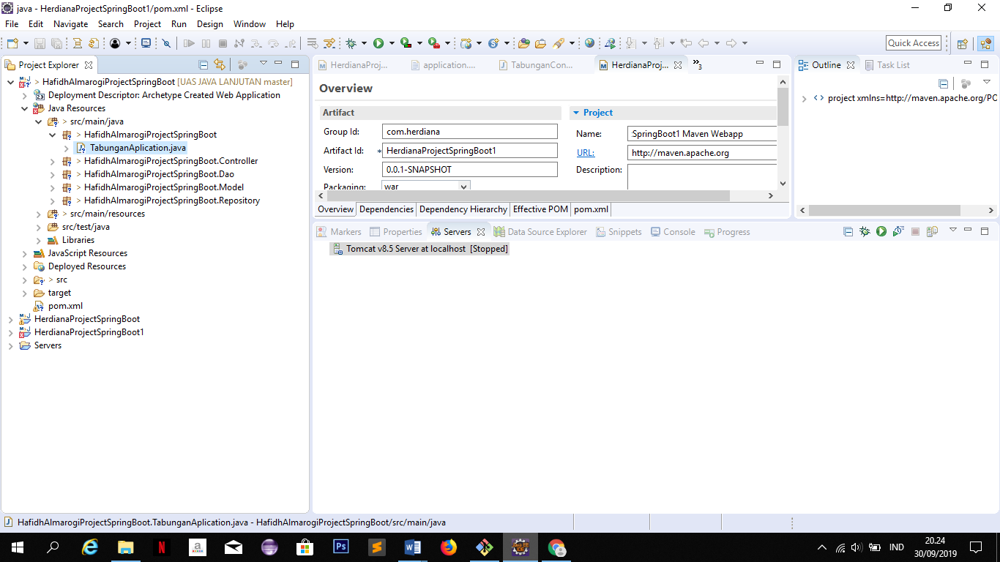 java - HerdianaProjectSpringBoot1/pom.xml - Eclipse
File Edit Navigate Search Project Run Design Window Help
Quick Access
Project Explorer
> HafidhAlmarogiProjectSpringBoot [UAS JAVA LANJUTAN master]
Deployment Descriptor: Archetype Created Web Application
Java Resources
> src/main/java
> HafidhAlmarogiProjectSpringBoot
TabunganAplication.java
> HafidhAlmarogiProjectSpringBoot.Controller
> HafidhAlmarogiProjectSpringBoot.Dao
> HafidhAlmarogiProjectSpringBoot.Model
> HafidhAlmarogiProjectSpringBoot.Repository
> src/main/resources
src/test/java
Libraries
JavaScript Resources
Deployed Resources
> src
target
pom.xml
HerdianaProjectSpringBoot
HerdianaProjectSpringBoot1
Servers
HerdianaProj... application.... TabunganCon... HerdianaProj... »3
Overview
Artifact
Group Id: com.herdiana
Artifact Id: * HerdianaProjectSpringBoot1
Version: 0.0.1-SNAPSHOT
Packaging: war
Project
Name: :SpringBoot1 Maven Webapp
URL: http://maven.apache.org
Description:
Overview Dependencies Dependency Hierarchy Effective POM pom.xml
Outline Task List
<> project xmlns=http://maven.apache.org/PO
Markers Properties Servers Data Source Explorer Snippets Console Progress
Tomcat v8.5 Server at localhost [Stopped]
HafidhAlmarogiProjectSpringBoot.TabunganAplication.java - HafidhAlmarogiProjectSpringBoot/src/main/java
IND
20.24
30/09/2019